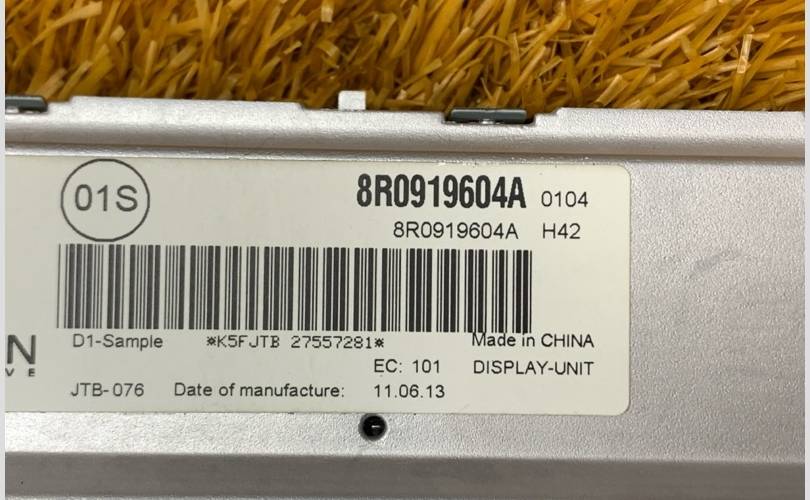 01S
8R0919604A 0104
8R0919604A H42
D1-Sample *K5FJTB 27557281* Made in CHINA
N
V E
EC: 101 DISPLAY-UNIT
JTB-076 Date of manufacture: 11.06.13